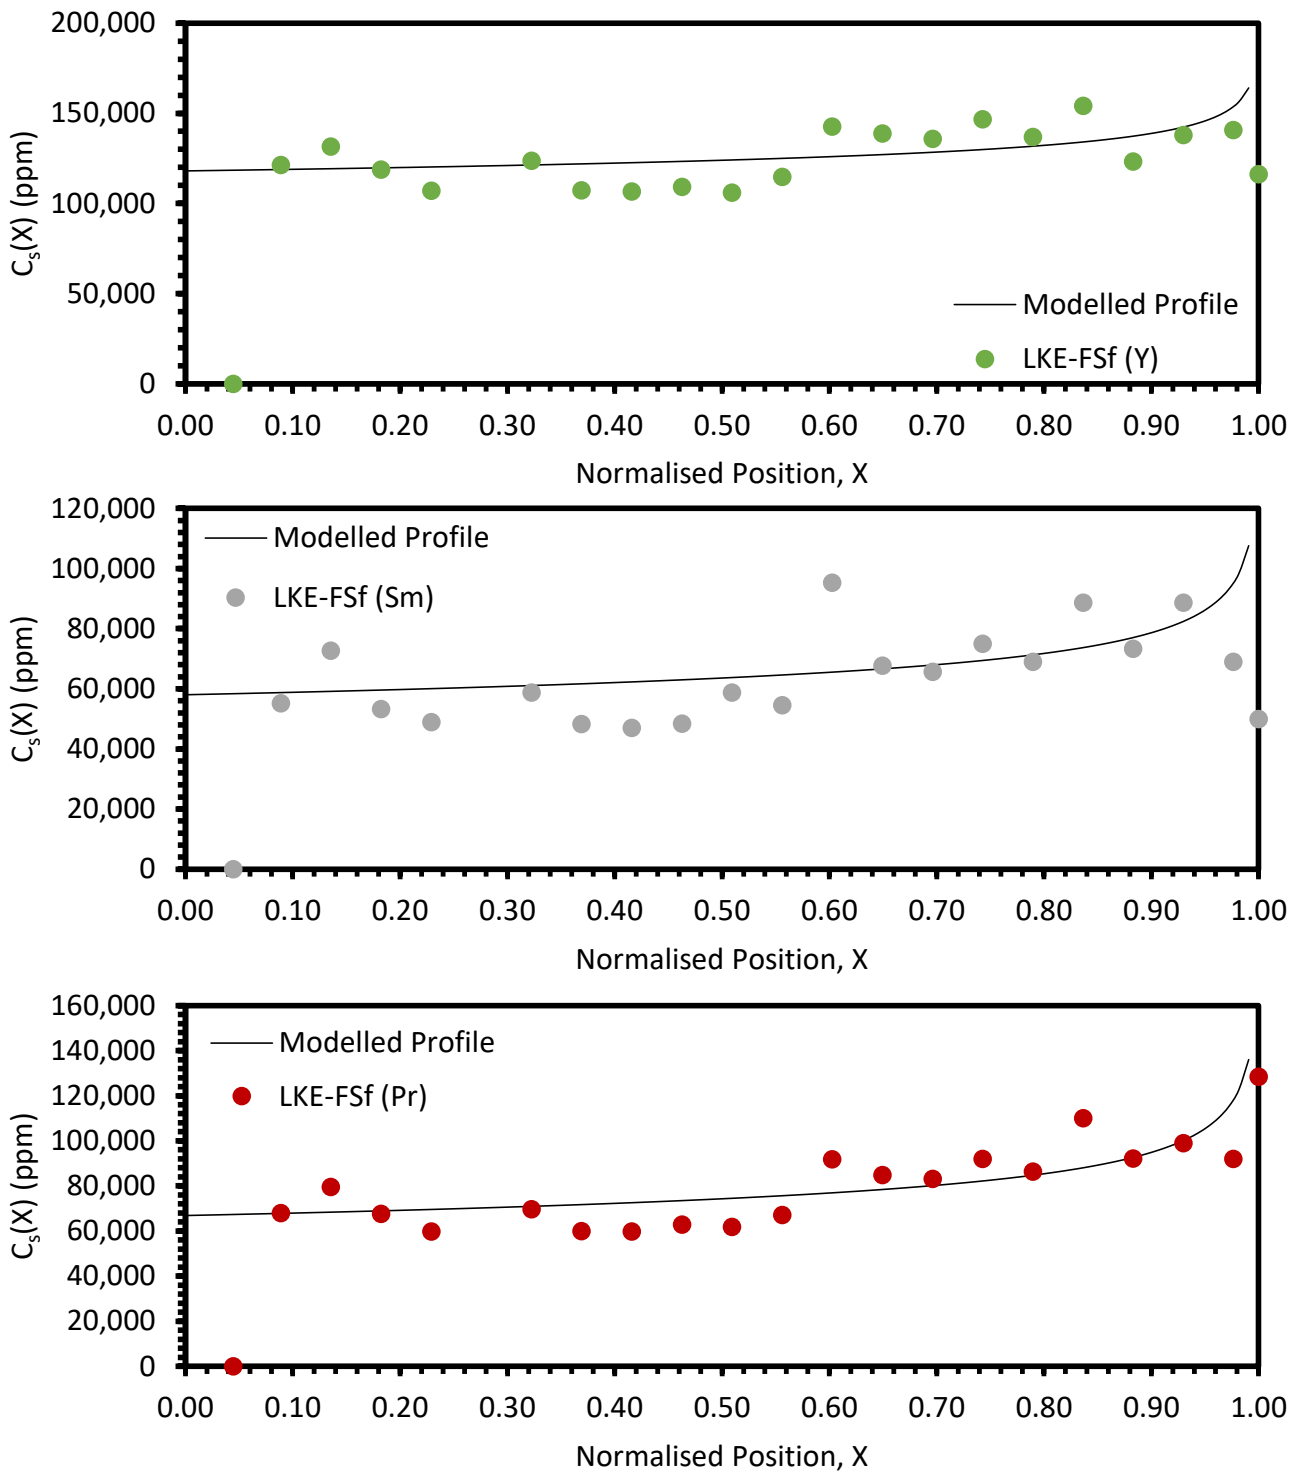 200,000
150,000
100,000
50,000
0
C_s(X) (ppm)
Modelled Profile
LKE-FSf (Y)
0.00 0.10 0.20 0.30 0.40 0.50 0.60 0.70 0.80 0.90 1.00
Normalised Position, X
120,000
100,000
80,000
60,000
40,000
20,000
0
C_s(X) (ppm)
Modelled Profile
LKE-FSf (Sm)
0.00 0.10 0.20 0.30 0.40 0.50 0.60 0.70 0.80 0.90 1.00
Normalised Position, X
160,000
140,000
120,000
100,000
80,000
60,000
40,000
20,000
0
C_s(X) (ppm)
Modelled Profile
LKE-FSf (Pr)
0.00 0.10 0.20 0.30 0.40 0.50 0.60 0.70 0.80 0.90 1.00
Normalised Position, X